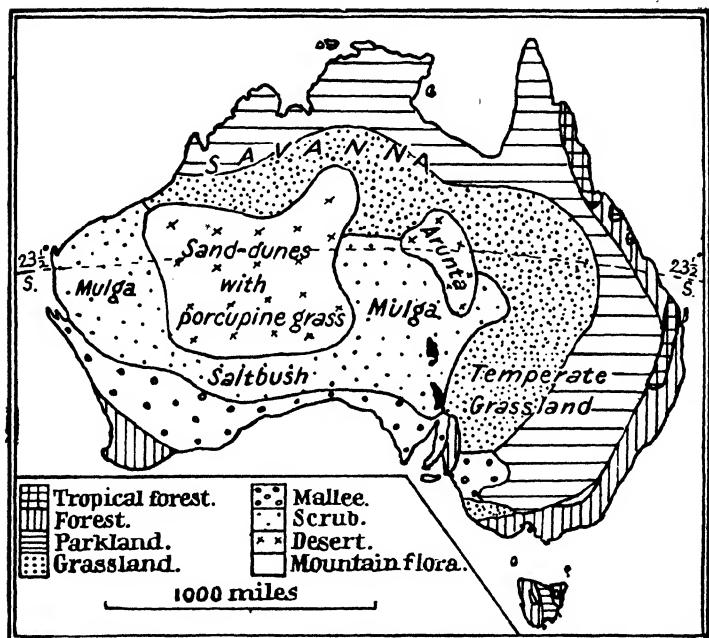 SAVANNA
Arunta
23½° S.
Sand-dunes
with
porcupine grass
23½° S.
Mulga
Mulga
Saltbush
Temperate
Grassland
Tropical forest.
Forest.
Parkland.
Grassland.
Mallee.
Scrub.
Desert.
Mountain flora.
1000 miles